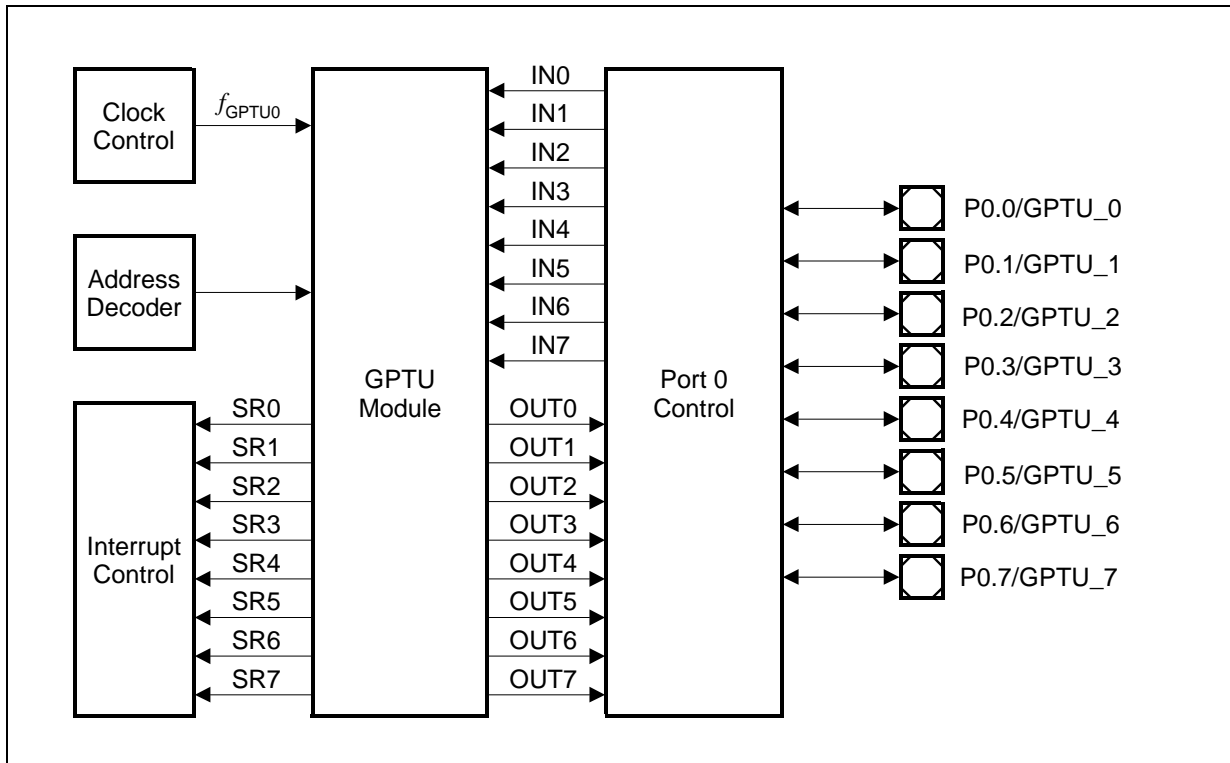 Clock
Control
fGPTU0
Address
Decoder
Interrupt
Control
SR0
SR1
SR2
SR3
SR4
SR5
SR6
SR7
GPTU
Module
IN0
IN1
IN2
IN3
IN4
IN5
IN6
IN7
OUT0
OUT1
OUT2
OUT3
OUT4
OUT5
OUT6
OUT7
Port 0
Control
P0.0/GPTU_0
P0.1/GPTU_1
P0.2/GPTU_2
P0.3/GPTU_3
P0.4/GPTU_4
P0.5/GPTU_5
P0.6/GPTU_6
P0.7/GPTU_7